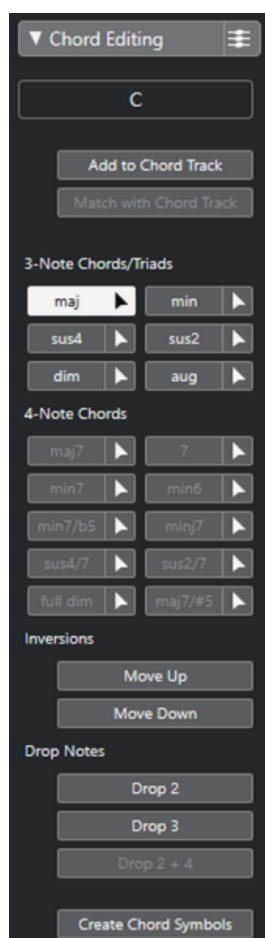 Chord Editing
C
Add to Chord Track
Match with Chord Track
3-Note Chords/Triads
maj min
sus4 sus2
dim aug
4-Note Chords
maj7 7
min7 min6
min7/b5 minj7
sus4/7 sus2/7
full dim maj7/#5
Inversions
Move Up
Move Down
Drop Notes
Drop 2
Drop 3
Drop 2 + 4
Create Chord Symbols